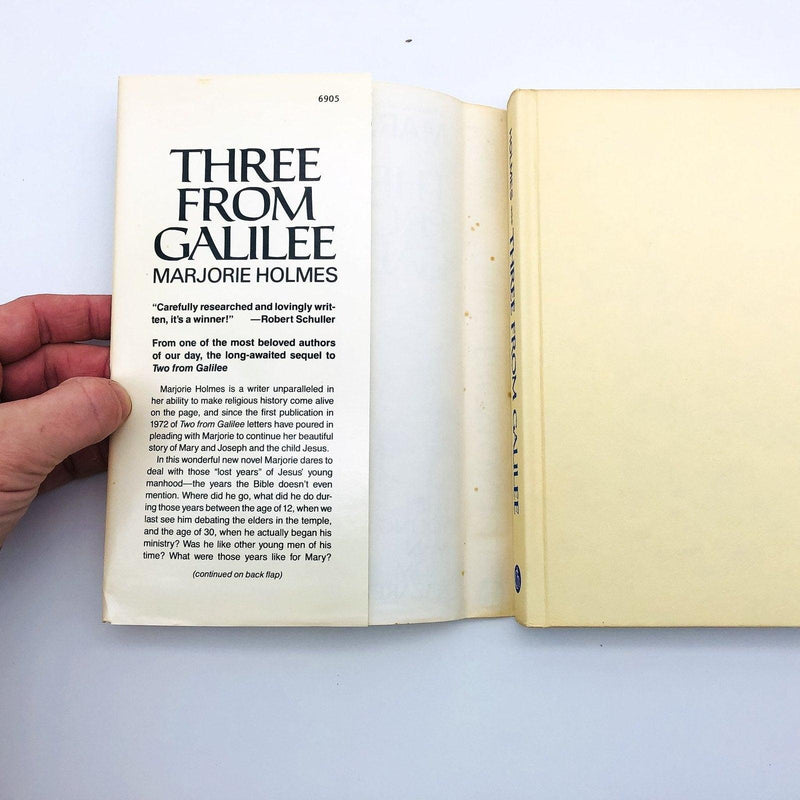 6905
THREE
FROM
GALILEE
MARJORIE HOLMES
“Carefully researched and lovingly writ-
ten, it’s a winner!” —Robert Schuller
From one of the most beloved authors
of our day, the long-awaited sequel to
Two from Galilee
Marjorie Holmes is a writer unparalleled in
her ability to make religious history come alive
on the page, and since the first publication in
1972 of Two from Galilee letters have poured in
pleading with Marjorie to continue her beautiful
story of Mary and Joseph and the child Jesus.
In this wonderful new novel Marjorie dares to
deal with those “lost years” of Jesus’ young
manhood—the years the Bible doesn’t even
mention. Where did he go, what did he do dur-
ing those years between the age of 12, when we
last see him debating the elders in the temple,
and the age of 30, when he actually began his
ministry? Was he like other young men of his
time? What were those years like for Mary?
(continued on back flap)
HOLMES — THREE FROM GALILEE